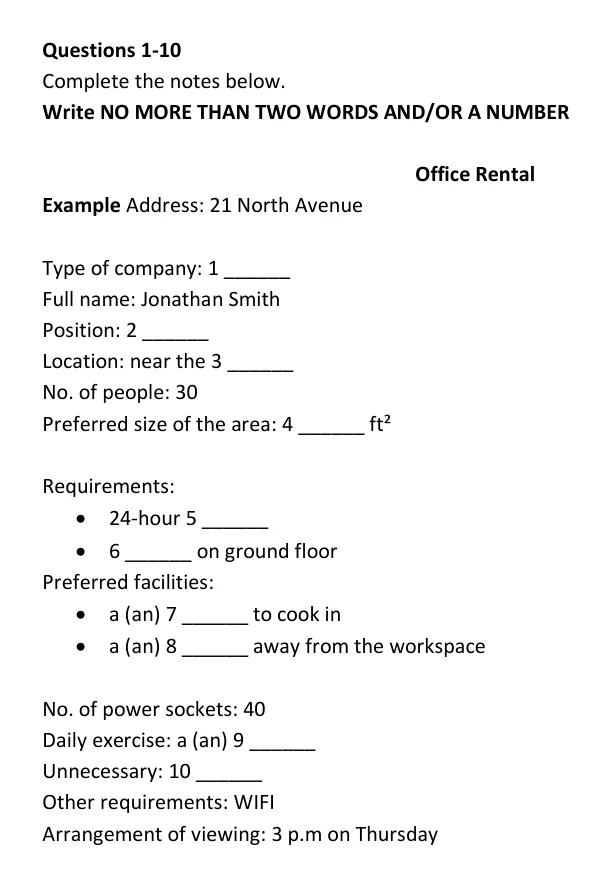 Questions 1-10
Complete the notes below.
Write NO MORE THAN TWO WORDS AND/OR A NUMBER
Office Rental
Example Address: 21 North Avenue
Type of company: 1 ______
Full name: Jonathan Smith
Position: 2 ______
Location: near the 3 ______
No. of people: 30
Preferred size of the area: 4 ______ ft²
Requirements:
• 24-hour 5 ______
• 6 ______ on ground floor
Preferred facilities:
• a (an) 7 ______ to cook in
• a (an) 8 ______ away from the workspace
No. of power sockets: 40
Daily exercise: a (an) 9 ______
Unnecessary: 10 ______
Other requirements: WIFI
Arrangement of viewing: 3 p.m on Thursday